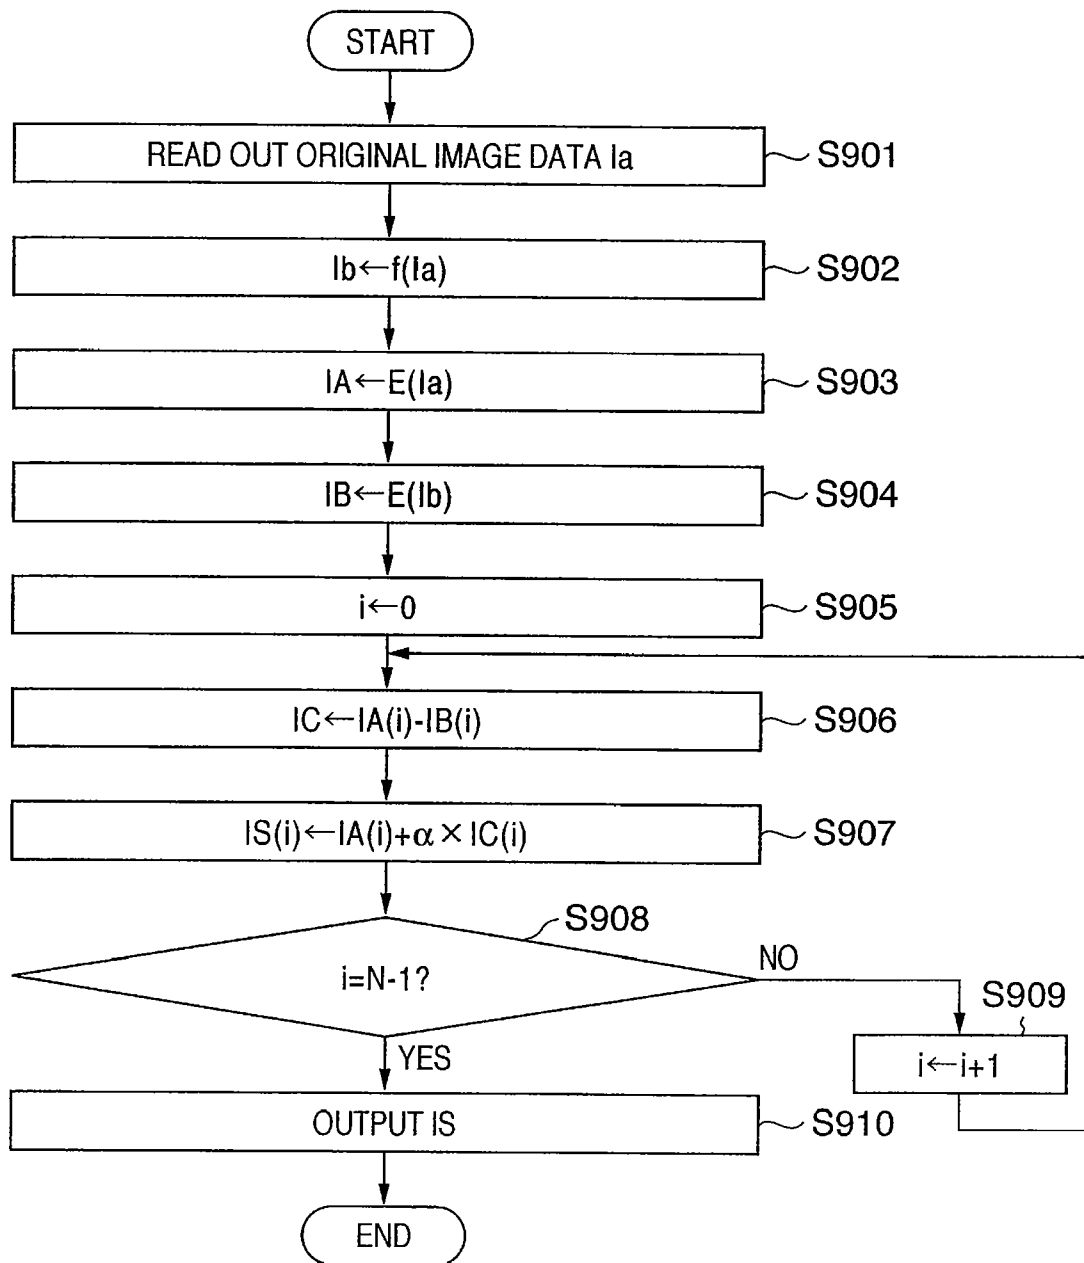 START
READ OUT ORIGINAL IMAGE DATA Ia
S901
Ib←f(Ia)
S902
IA←E(Ia)
S903
IB←E(Ib)
S904
i←0
S905
IC←IA(i)-IB(i)
S906
IS(i)←IA(i)+α×IC(i)
S907
S908
i=N-1?
NO
S909
i←i+1
YES
OUTPUT IS
S910
END